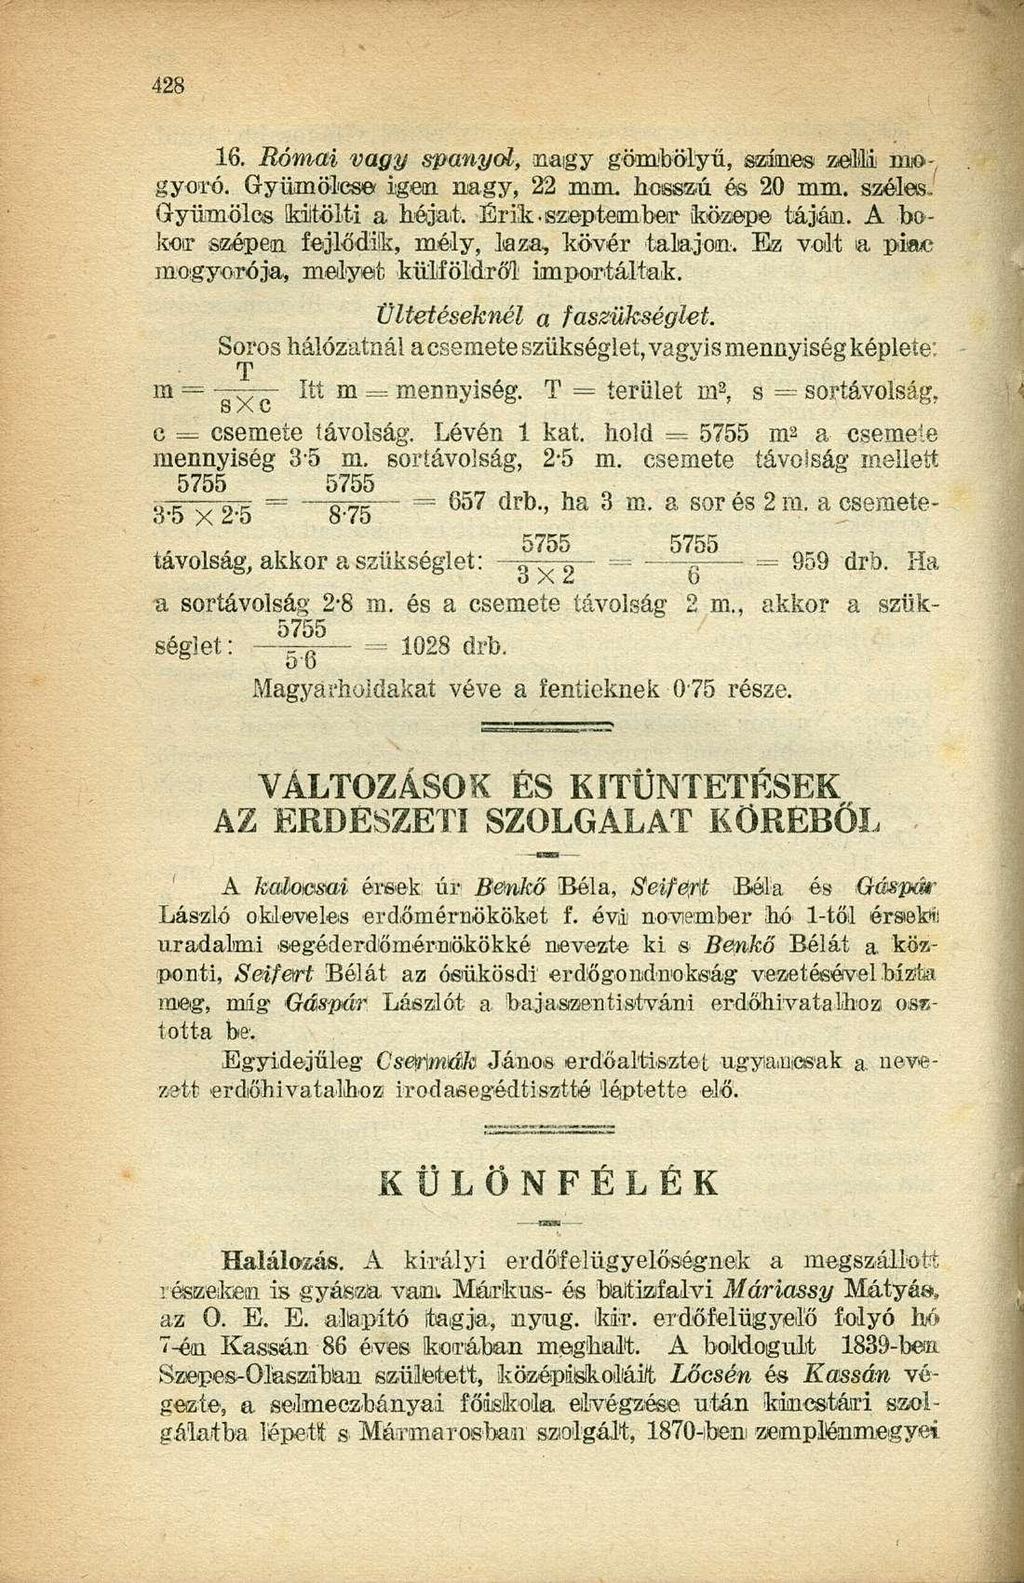 428
16. Római vagy spanyol, nagy gömbölyű, színes zelli mo-
gyoró. Gyümölcse igen nagy, 22 mm. hosszú és 20 mm. széles.
Gyümölcs kitölti a héjat. Érik szeptember közepe táján. A bo-
kor szépen fejlődik, mély, laza, kövér talajon. Ez volt a piac
mogyorója, melyet külföldről importáltak.
Ültetéseknél a faszükséglet.
Soros hálózatnál a csemete szükséglet, vagyis mennyiség képlete:
m = T / s × c Itt m = mennyiség. T = terület m², s = sortávolság,
c = csemete távolság. Lévén 1 kat. hold = 5755 m² a csemete
mennyiség 3·5 m. sortávolság, 2·5 m. csemete távolság mellett
5755 / 3·5 × 2·5 = 5755 / 8·75 = 657 drb., ha 3 m. a sor és 2 m. a csemete-
távolság, akkor a szükséglet: 5755 / 3 × 2 = 5755 / 6 = 959 drb. Ha
a sortávolság 2·8 m. és a csemete távolság 2 m., akkor a szük-
séglet: 5755 / 5·6 = 1028 drb.
Magyarholdakat véve a fentieknek 0·75 része.
VÁLTOZÁSOK ÉS KITÜNTETÉSEK
AZ ERDÉSZETI SZOLGÁLAT KÖRÉBŐL
A kalocsai érsek úr Benkő Béla, Seifert Béla és Gáspár
László okleveles erdőmérnököket f. évi november hó 1-től érseki
uradalmi segéderdőmérnökökké nevezte ki s Benkő Bélát a köz-
ponti, Seifert Bélát az ósükösdi erdőgondnokság vezetésével bízta
meg, míg Gáspár Lászlót a bajaszentistváni erdőhivatalhoz osz-
totta be.
Egyidejűleg Csermák János erdőaltisztet ugyancsak a neve-
zett erdőhivatalhoz irodasegédtisztté léptette elő.
KÜLÖNFÉLÉK
Halálozás. A királyi erdőfelügyelőségnek a megszállott
részeken is gyásza van. Márkus- és batizfalvi Máriassy Mátyás,
az O. E. E. alapító tagja, nyug. kir. erdőfelügyelő folyó hó
7-én Kassán 86 éves korában meghalt. A boldogult 1839-ben
Szepes-Olasziban született, középiskoláit Lőcsén és Kassán vé-
gezte, a selmeczbányai főiskola elvégzése után kincstári szol-
gálatba lépett s Mármarosban szolgált, 1870-ben zemplénmegyei